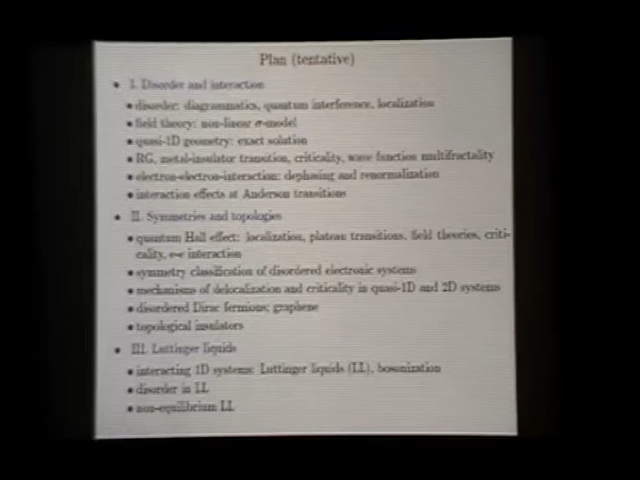 Plan (tentative)
• I. Disorder and interaction
• disorder: diagrammatics, quantum interference, localization
• field theory: non-linear σ-model
• quasi-1D geometry: exact solution
• RG, metal-insulator transition, criticality, wave function multifractality
• electron-electron-interaction: dephasing and renormalization
• interaction effects at Anderson transitions
• II. Symmetries and topologies
• quantum Hall effect: localization, plateau transitions, field theories, criti-
cality, e-e interaction
• symmetry classification of disordered electronic systems
• mechanisms of delocalization and criticality in quasi-1D and 2D systems
• disordered Dirac fermions; graphene
• topological insulators
• III. Luttinger liquids
• interacting 1D systems: Luttinger liquids (LL), bosonization
• disorder in LL
• non-equilibrium LL